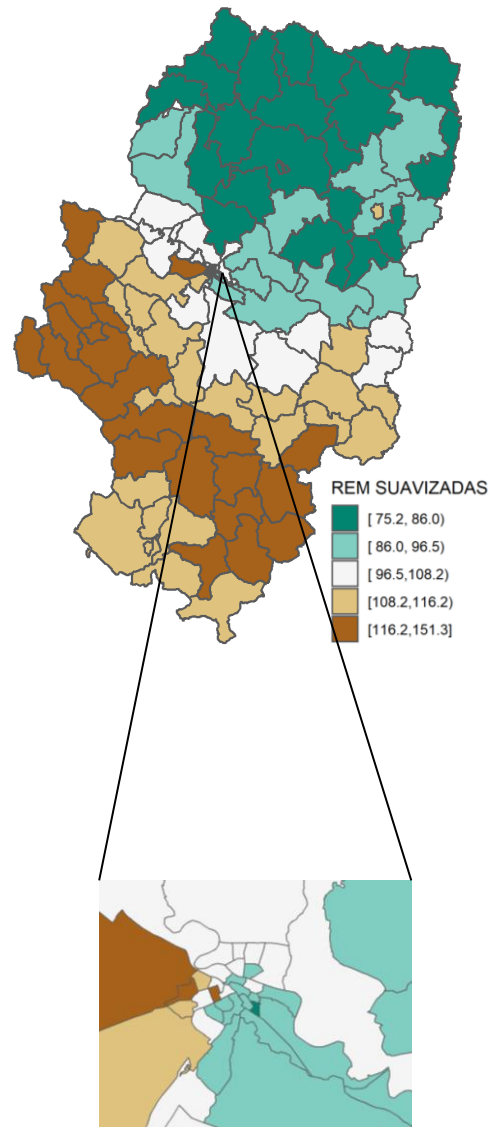 REM SUAVIZADAS
[ 75.2, 86.0)
[ 86.0, 96.5)
[ 96.5,108.2)
[108.2,116.2)
[116.2,151.3]